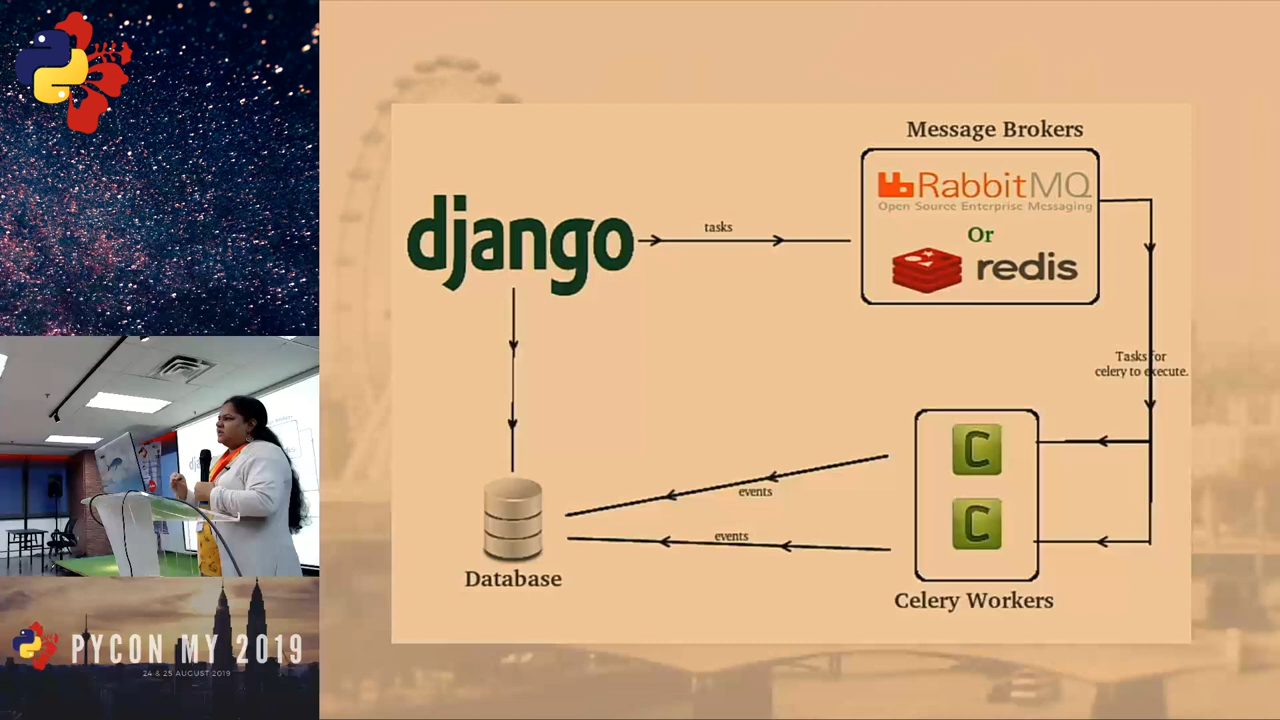 Message Brokers
RabbitMQ
Open Source Enterprise Messaging
Or
redis
django
tasks
Tasks for
celery to execute.
C
C
events
events
Database
Celery Workers
PYCON MY 2019
24 & 25 AUGUST 2019